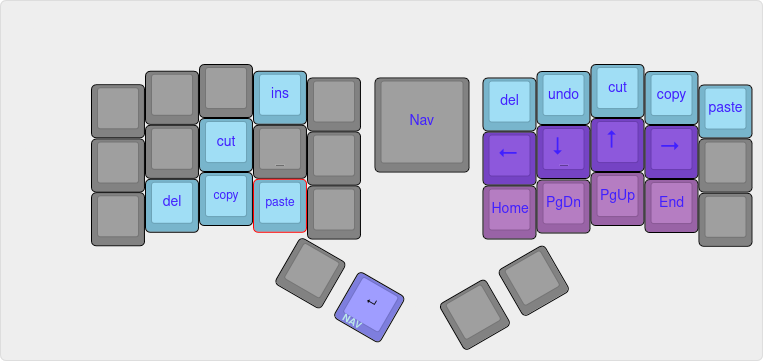 ins
Nav
del
undo
cut
copy
paste
cut
_
←
↓
_
↑
→
del
copy
paste
Home
PgDn
PgUp
End
↵
NAV